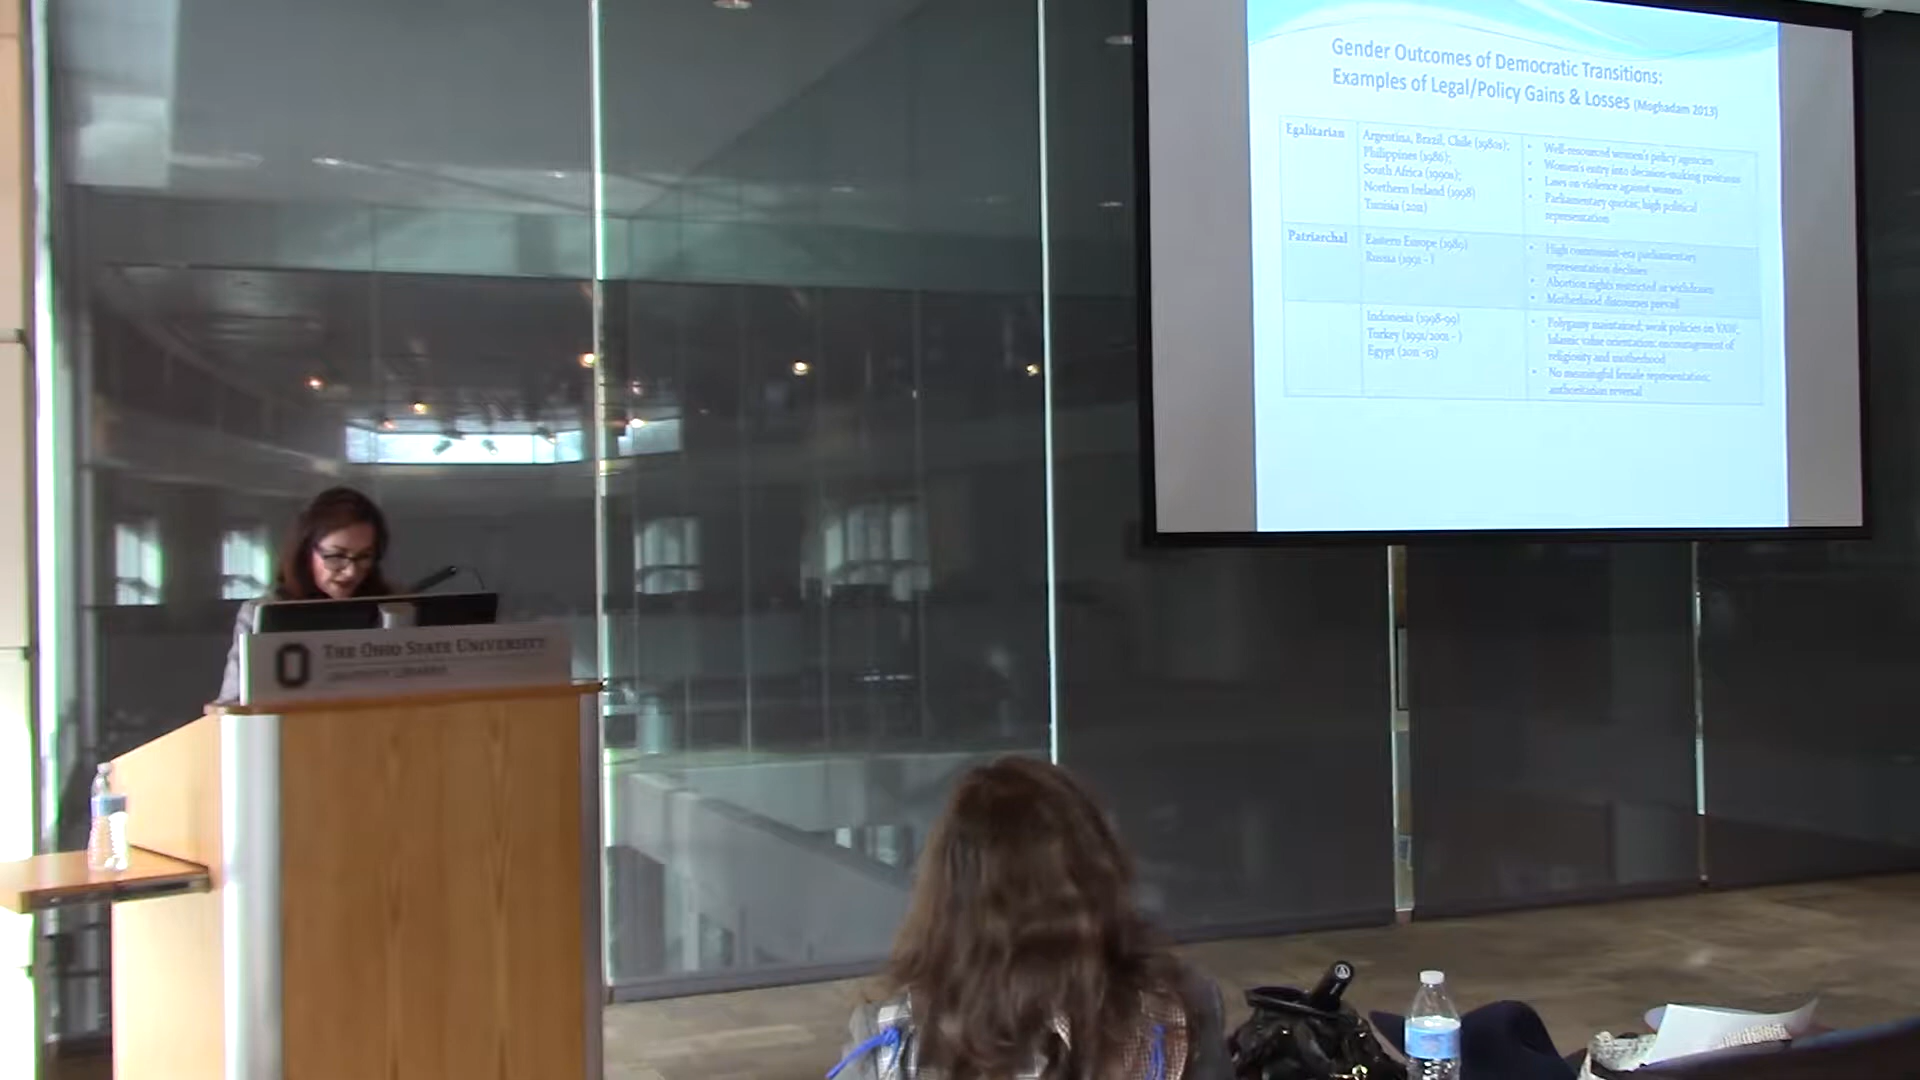 Gender Outcomes of Democratic Transitions:
Examples of Legal/Policy Gains & Losses (Moghadam 2013)
Egalitarian
Argentina, Brazil, Chile (1980s);
Philippines (1986);
South Africa (1990s);
Northern Ireland (1998)
Tunisia (2011)
• Well-resourced women's policy agencies
• Women's entry into decision-making positions
• Laws on violence against women
• Parliamentary quotas; high political
representation
Patriarchal
Eastern Europe (1989)
Russia (1991 - )
• High communist-era parliamentary
representation declines
• Abortion rights restricted or withdrawn
• Motherhood discourses prevail
Indonesia (1998-99)
Turkey (1991/2001 - )
Egypt (2011 -13)
• Polygamy maintained; weak policies on VAW;
Islamic value orientation; encouragement of
religiosity and motherhood
• No meaningful female representation;
authoritarian reversal
THE OHIO STATE UNIVERSITY
UNIVERSITY LIBRARIES